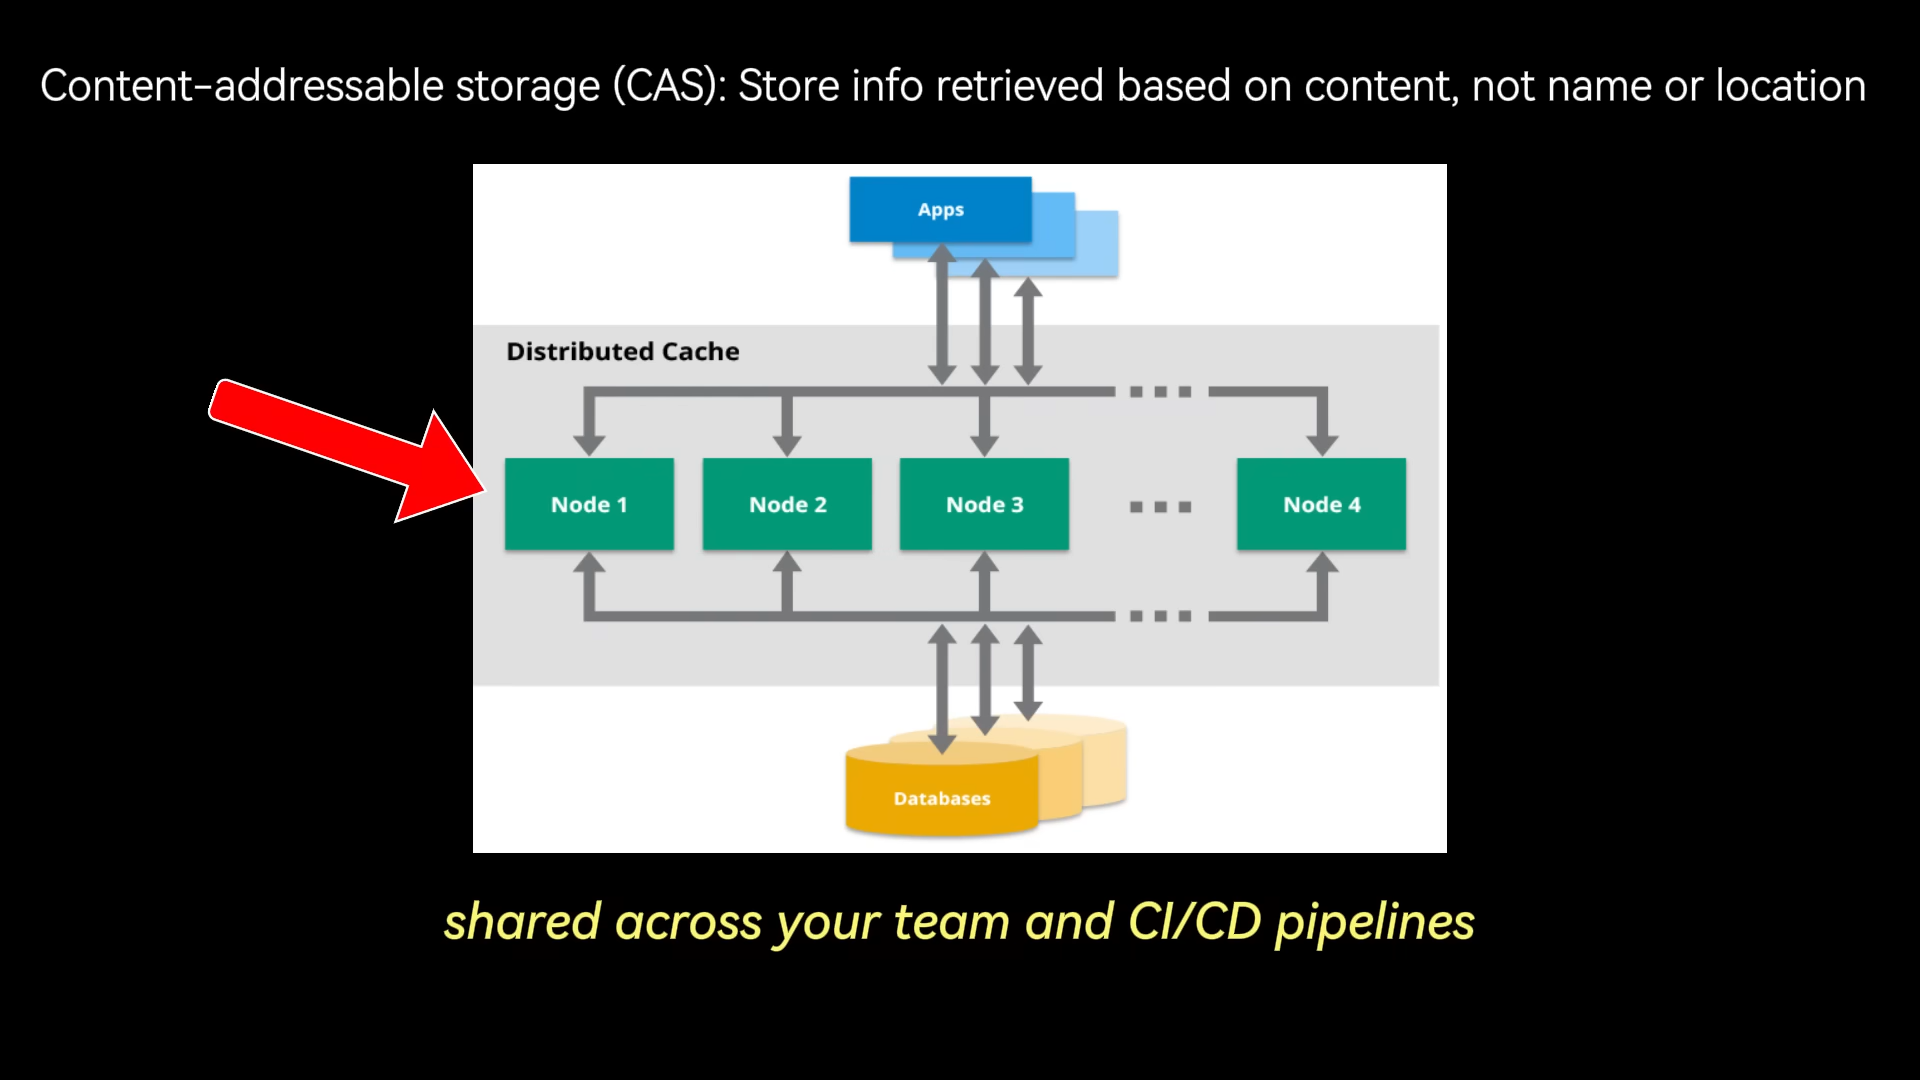 Content-addressable storage (CAS): Store info retrieved based on content, not name or location
Apps
Distributed Cache
Node 1
Node 2
Node 3
Node 4
Databases
shared across your team and CI/CD pipelines